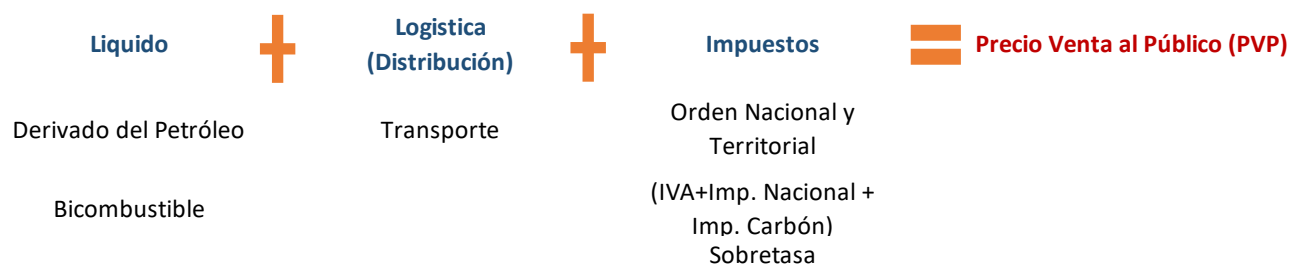 Liquido
Logistica
(Distribución)
Impuestos
Precio Venta al Público (PVP)
Derivado del Petróleo
Transporte
Orden Nacional y
Territorial
Bicombustible
(IVA+Imp. Nacional +
Imp. Carbón)
Sobretasa